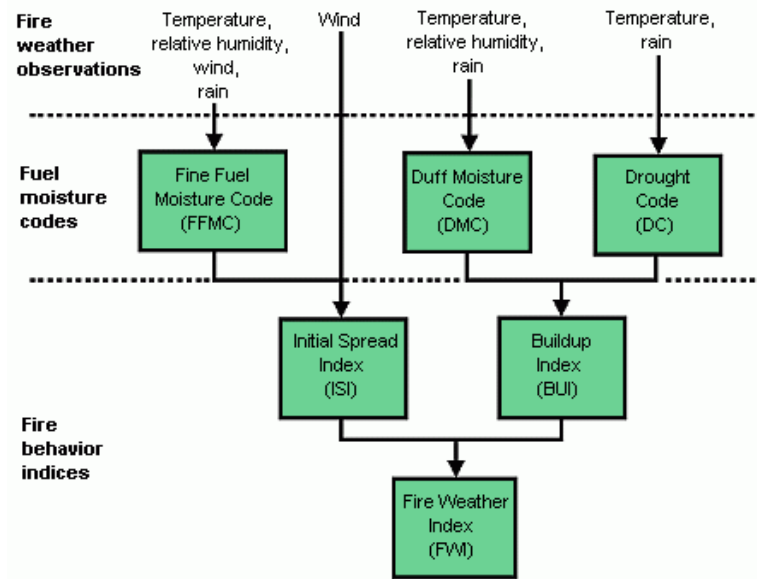 Fire
weather
observations
Temperature,
relative humidity,
wind,
rain
Wind
Temperature,
relative humidity,
rain
Temperature,
rain
Fuel
moisture
codes
Fine Fuel
Moisture Code
(FFMC)
Duff Moisture
Code
(DMC)
Drought
Code
(DC)
Fire
behavior
indices
Initial Spread
Index
(ISI)
Buildup
Index
(BUI)
Fire Weather
Index
(FWI)